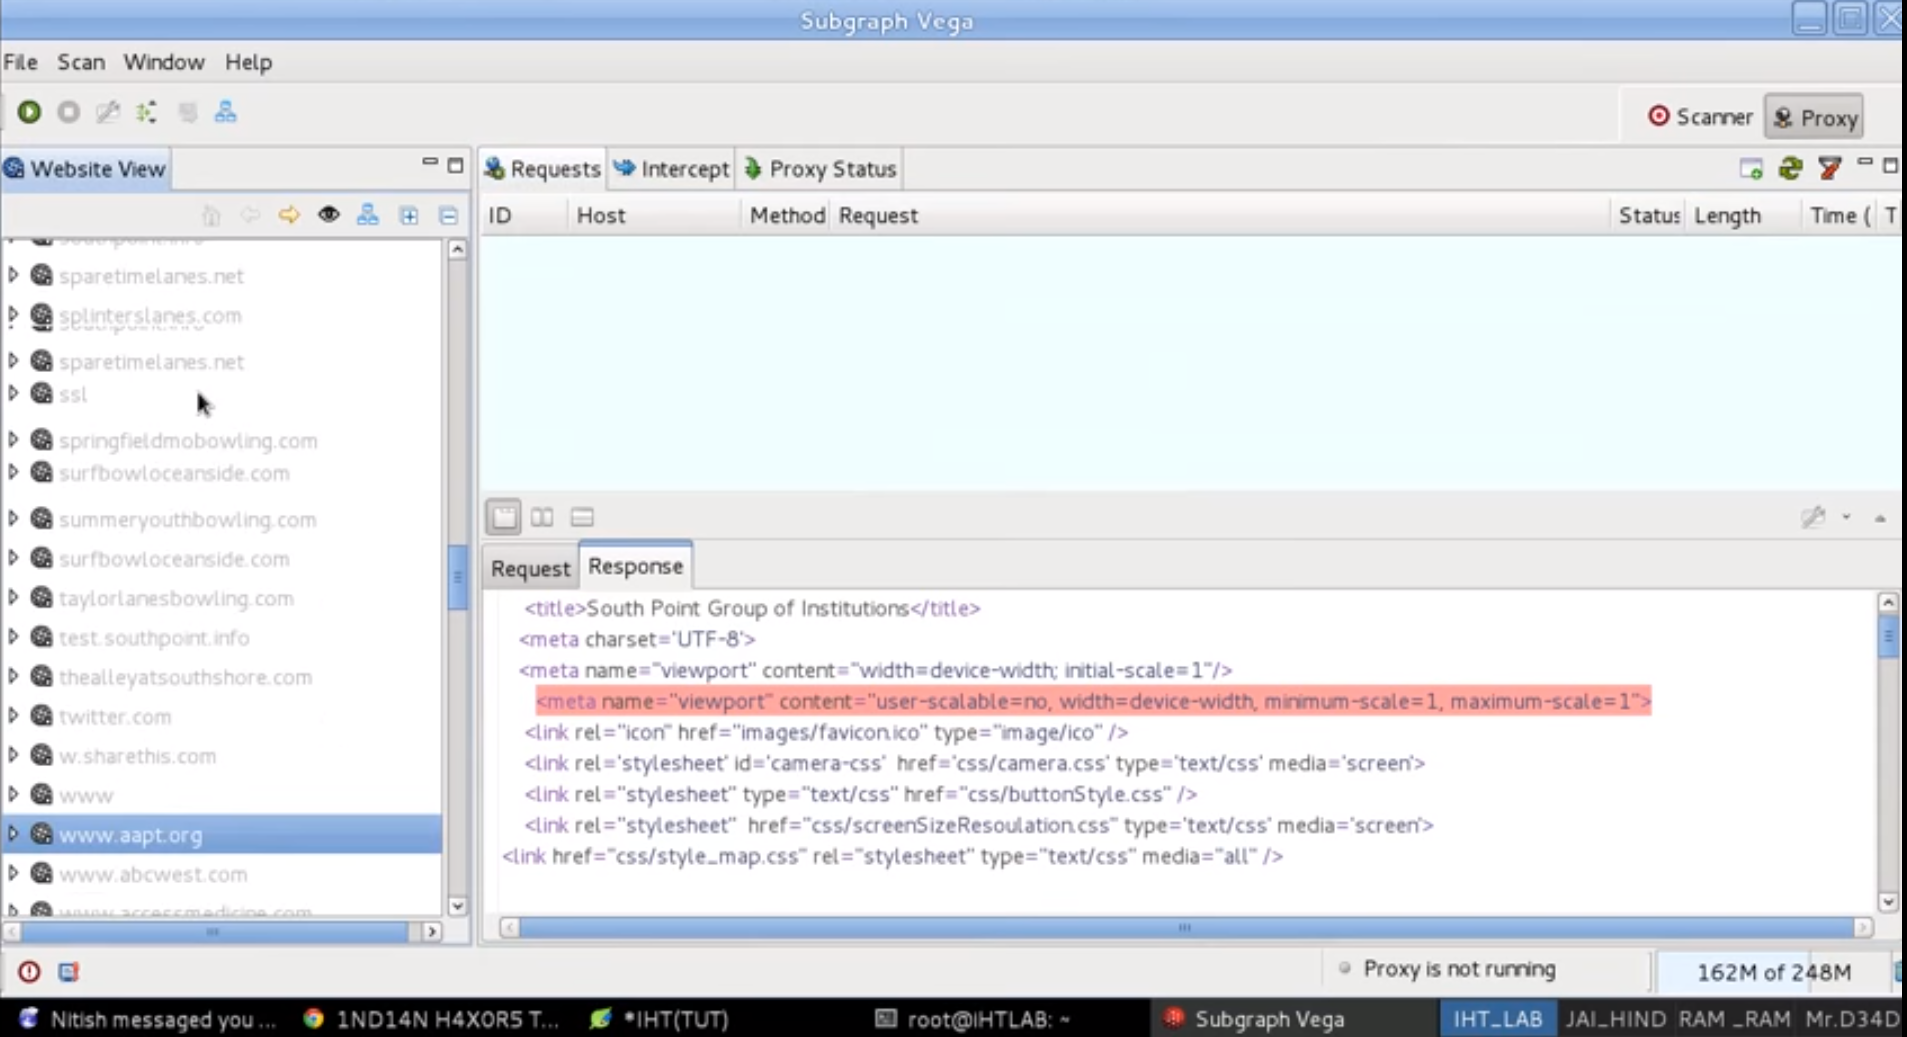 Subgraph Vega
File Scan Window Help
Scanner Proxy
Website View
Requests Intercept Proxy Status
ID Host Method Request Status Length Time ( T
sparetimelanes.net
splinterslanes.com
sparetimelanes.net
ssl
springfieldmobowling.com
surfbowloceanside.com
summeryouthbowling.com
surfbowloceanside.com
taylorlanesbowling.com
test.southpoint.info
thealleyatsouthshore.com
twitter.com
w.sharethis.com
www
www.aapt.org
www.abcwest.com
www.accessmedicine.com
Request Response
<title>South Point Group of Institutions</title>
<meta charset='UTF-8'>
<meta name="viewport" content="width=device-width; initial-scale=1"/>
<meta name="viewport" content="user-scalable=no, width=device-width, minimum-scale=1, maximum-scale=1">
<link rel="icon" href="images/favicon.ico" type="image/ico" />
<link rel='stylesheet' id='camera-css' href='css/camera.css' type='text/css' media='screen'>
<link rel="stylesheet" type="text/css" href="css/buttonStyle.css" />
<link rel="stylesheet" href="css/screenSizeResoulation.css" type='text/css' media='screen'>
<link href="css/style_map.css" rel="stylesheet" type="text/css" media="all" />
Proxy is not running
162M of 248M
Nitish messaged you ... 1ND14N H4X0R5 T... *IHT(TUT) root@IHTLAB: ~ Subgraph Vega IHT_LAB JAI_HIND RAM _RAM Mr.D34D